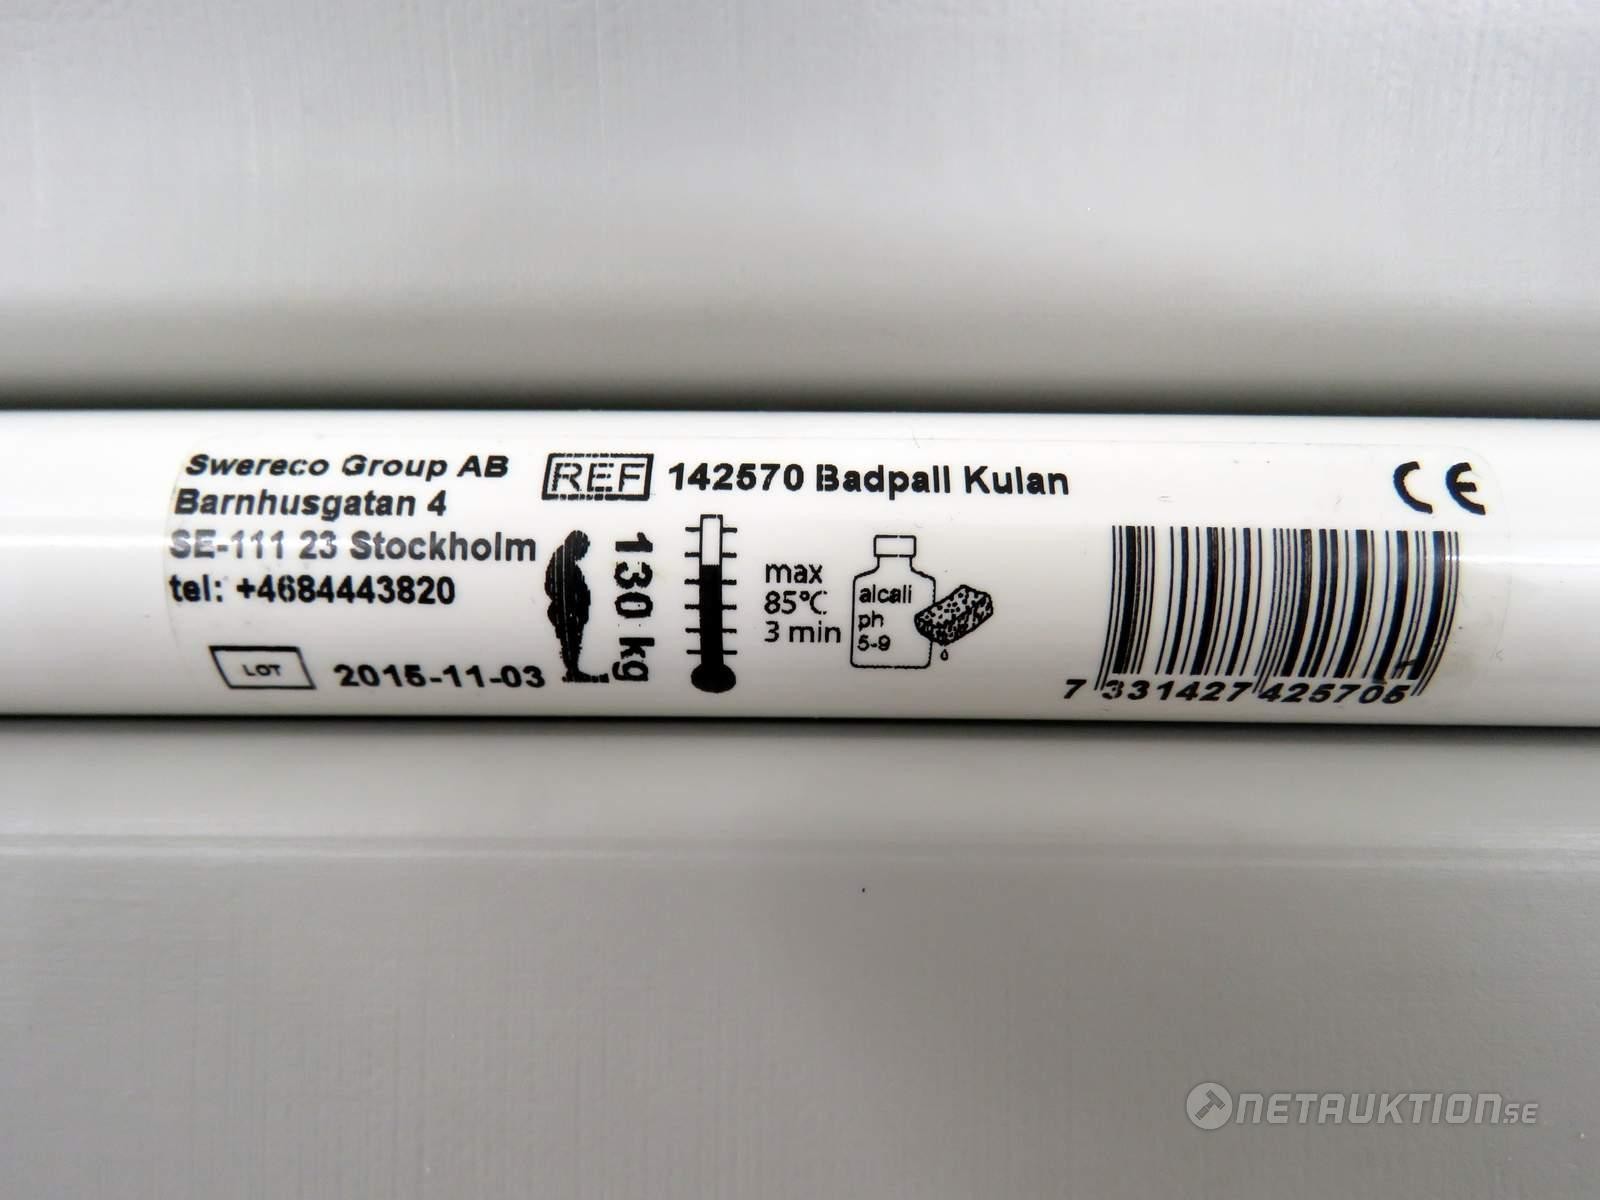 Swereco Group AB
Barnhusgatan 4
SE-111 23 Stockholm
tel: +4684443820
LOT 2015-11-03
REF 142570 Badpall Kulan
130 kg
max
85°C
3 min
alcali
ph
5-9
CE
7 331427 425705
NETAUKTION.SE